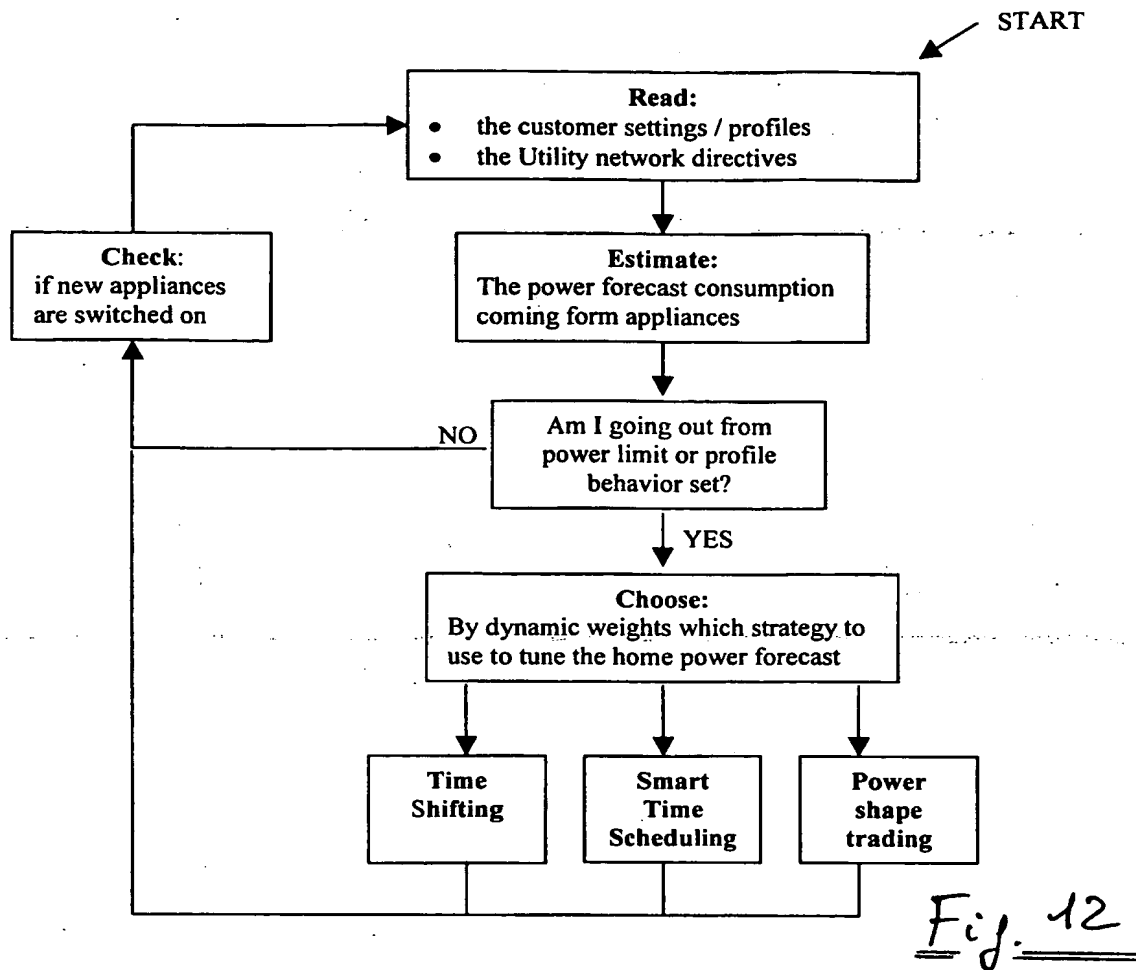 START
Read:
• the customer settings / profiles
• the Utility network directives
Check:
if new appliances
are switched on
Estimate:
The power forecast consumption
coming form appliances
NO
Am I going out from
power limit or profile
behavior set?
YES
Choose:
By dynamic weights which strategy to
use to tune the home power forecast
Time
Shifting
Smart
Time
Scheduling
Power
shape
trading
Fig. 12